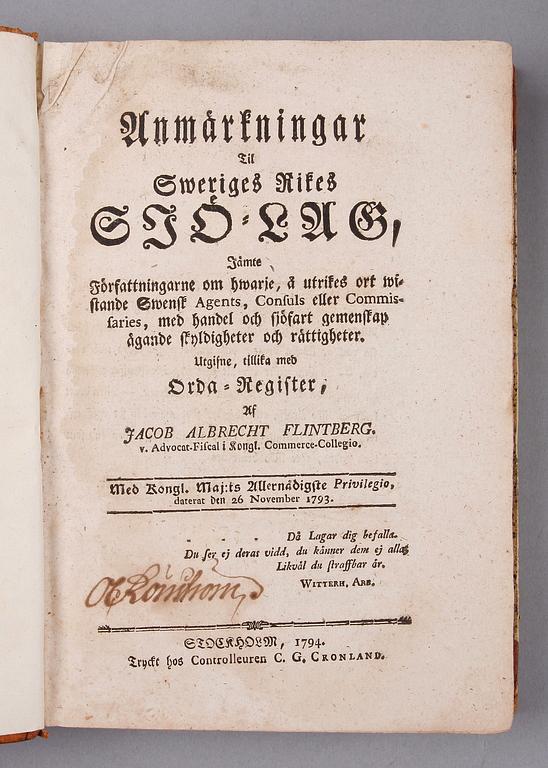 Anmärkningar
Til
Sweriges Rikes
SJÖ-LAG,
Jämte
Författningarne om hwarje, å utrikes ort wi-
stande Swensk Agents, Consuls eller Commis-
saries, med handel och sjöfart gemenskap
ägande skyldigheter och rättigheter.
Utgifne, tillika med
Orda-Register,
Af
JACOB ALBRECHT FLINTBERG.
v. Advocat-Fiscal i Kongl. Commerce-Collegio.
Med Kongl. Maj:ts Allernådigste Privilegio,
daterat den 26 November 1793.
- - - Då Lagar dig befalla.
Du ser ej deras vidd, du känner dem ej alla;
Likväl du straffbar är.
WITTERH. ARB.
STOCKHOLM, 1794.
Tryckt hos Controlleuren C. G. CRONLAND.